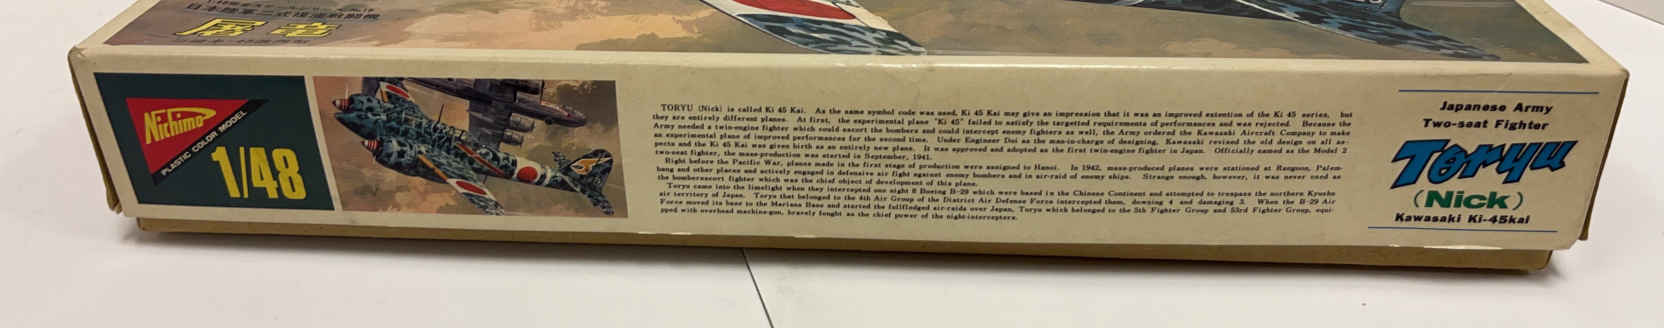 日本陸軍二式複座戦闘機
屠竜
Nichimo
PLASTIC COLOUR MODEL
1/48
TORYU (Nick) is called Ki 45 Kai. As the same symbol code was used, Ki 45 Kai may give an impression that it was an improved extention of the Ki 45 series, but
they are entirely different planes. At first, the experimental plane "Ki 45" failed to satisfy the targetted requirements of performances and was rejected. Because the
Army needed a twin-engine fighter which could escort the bombers and could intercept enemy fighters as well, the Army ordered the Kawasaki Aircraft Company to make
an experimental plane of improved performances for the second time. Under Engineer Doi as the man-in-charge of designing, Kawasaki revised the old design on all as-
pects and the Ki 45 Kai was given birth as an entirely new plane. It was approved and adopted as the first twin-engine fighter in Japan. Officially named as the Model 2
two-seat fighter, the mass-production was started in September, 1941.
Right before the Pacific War, planes made in the first stage of production were assigned to Hanoi. In 1942, mass-produced planes were stationed at Rangoon, Palem-
bang and other places and actively engaged in defensive air fight against enemy bombers and in air-raid of enemy ships. Strange enough, however, it was never used as
the bomber-escort fighter which was the chief object of development of this plane.
Toryu came into the limelight when they intercepted one night 8 Boeing B-29 which were based in the Chinese Continent and attempted to trespass the northern Kyushu
air territory of Japan. Toryu that belonged to the 4th Air Group of the District Air Defense Force intercepted them, downing 4 and damaging 3. When the B-29 Air
Force moved its base to the Mariana Base and started the fullfledged air-raids over Japan, Toryu which belonged to the 5th Fighter Group and 53rd Fighter Group, equi-
pped with overhead machine-gun, bravely fought as the chief power of the night-interceptors.
Japanese Army
Two-seat Fighter
Toryu
(Nick)
Kawasaki Ki-45kai